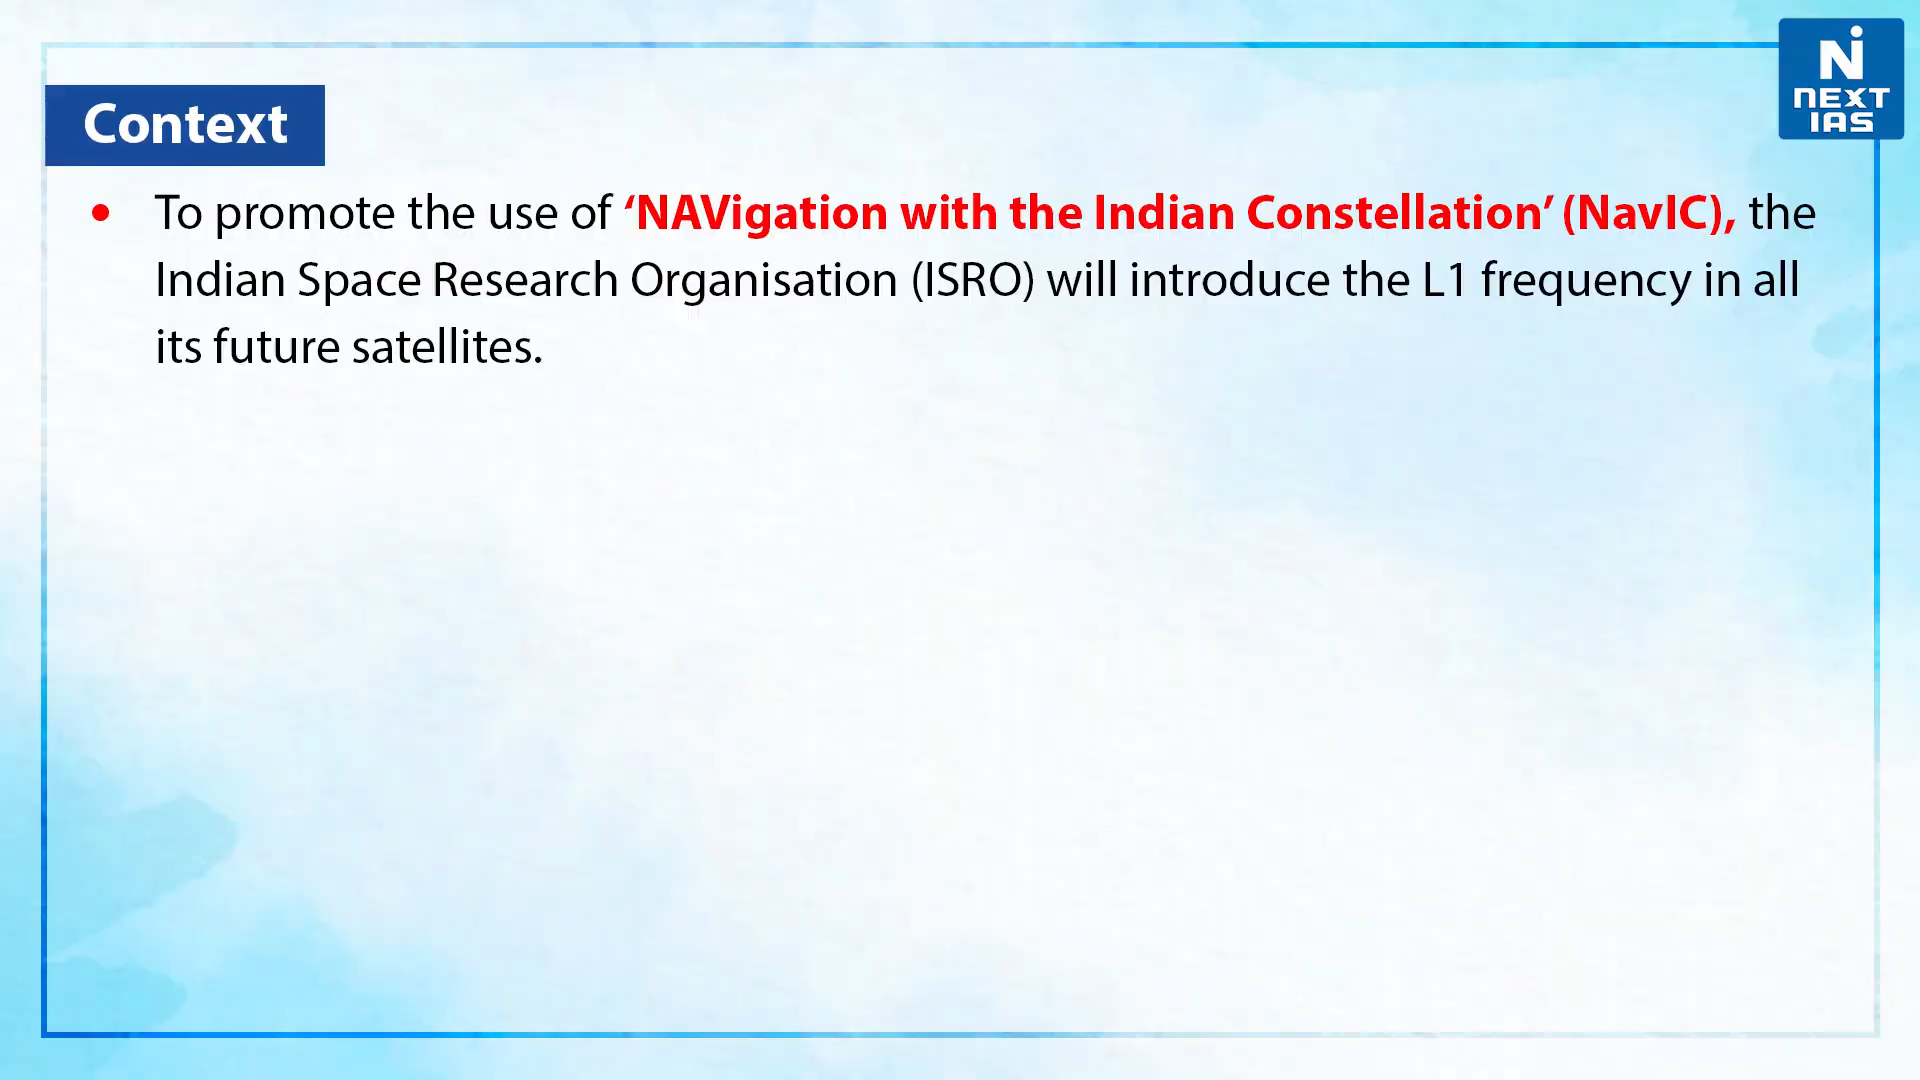 NEXT
IAS
Context
• To promote the use of ‘NAVigation with the Indian Constellation’ (NavIC), the
Indian Space Research Organisation (ISRO) will introduce the L1 frequency in all
its future satellites.